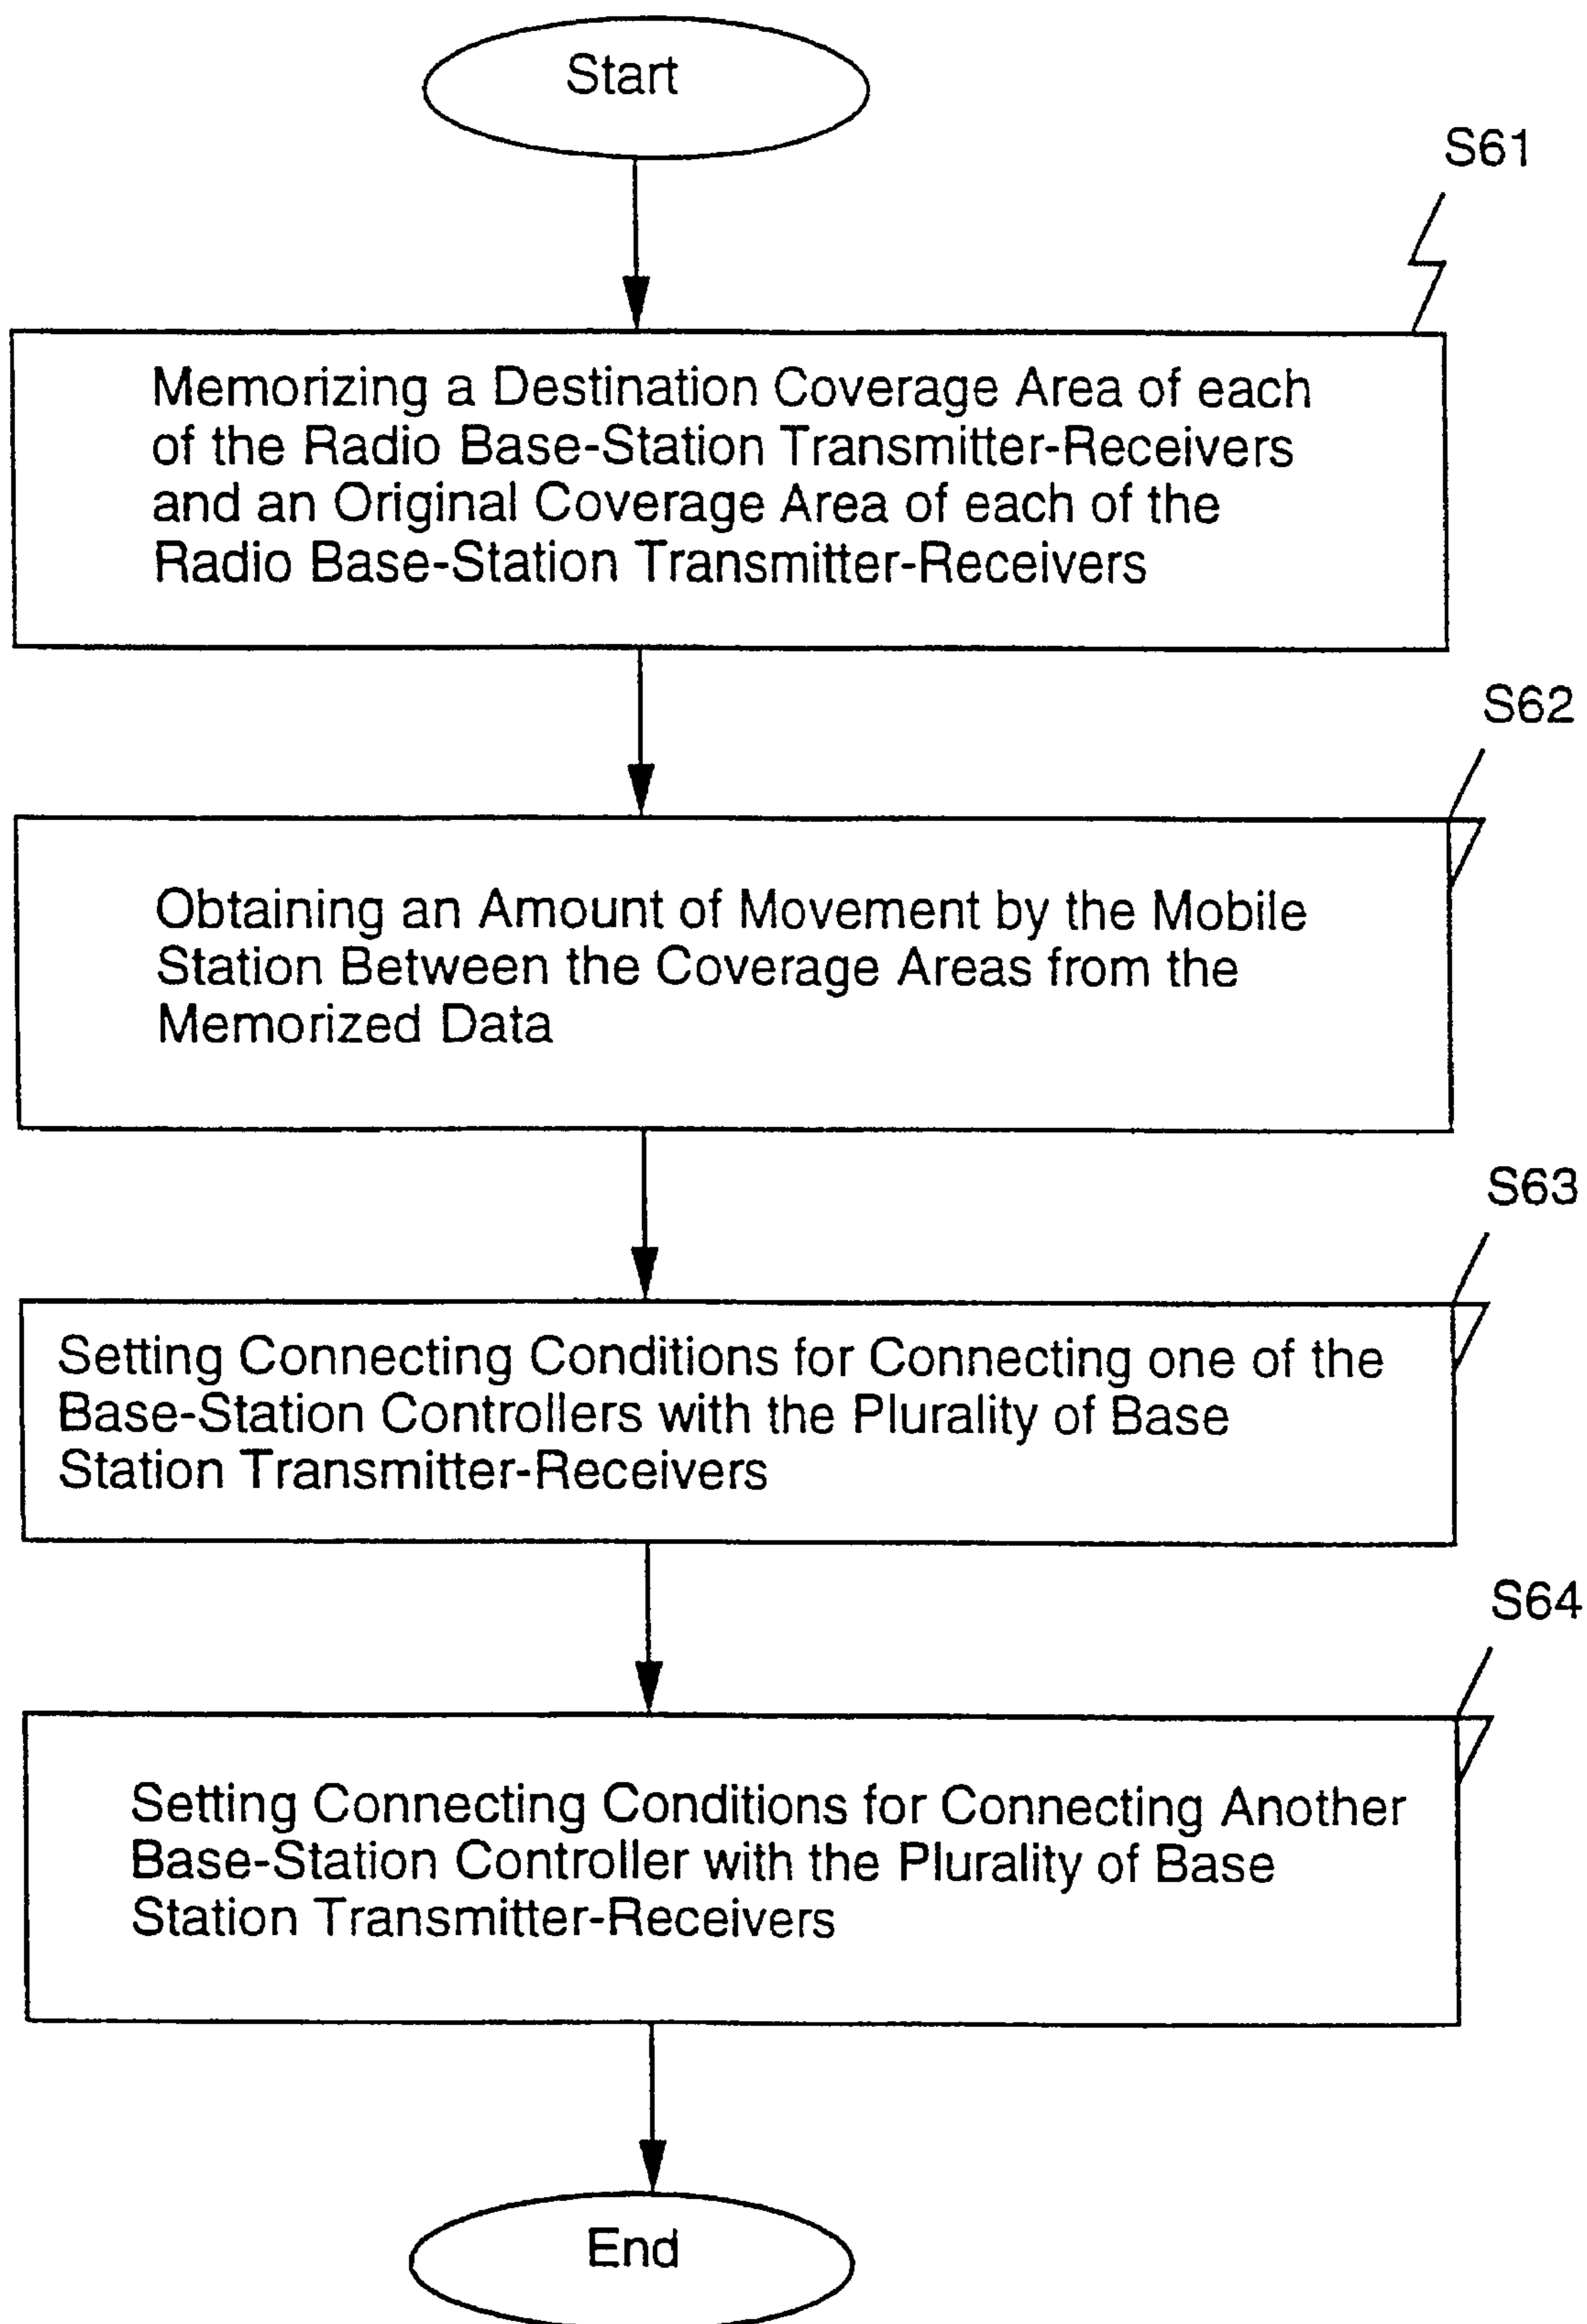 Start
S61
Memorizing a Destination Coverage Area of each
of the Radio Base-Station Transmitter-Receivers
and an Original Coverage Area of each of the
Radio Base-Station Transmitter-Receivers
S62
Obtaining an Amount of Movement by the Mobile
Station Between the Coverage Areas from the
Memorized Data
S63
Setting Connecting Conditions for Connecting one of the
Base-Station Controllers with the Plurality of Base
Station Transmitter-Receivers
S64
Setting Connecting Conditions for Connecting Another
Base-Station Controller with the Plurality of Base
Station Transmitter-Receivers
End